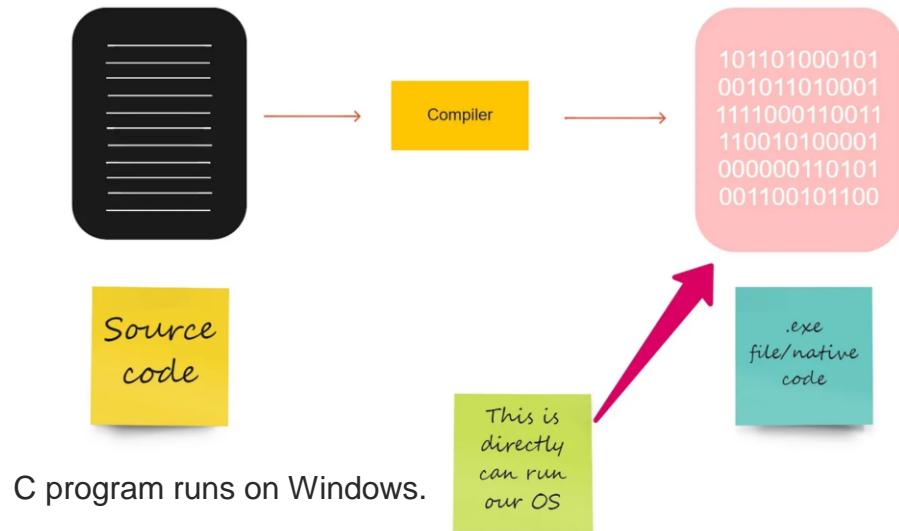 101101000101
001011010001
1111000110011
110010100001
000000110101
001100101100
Compiler
Source
code
.exe
file/native
code
This is
directly
can run
our OS
C program runs on Windows.